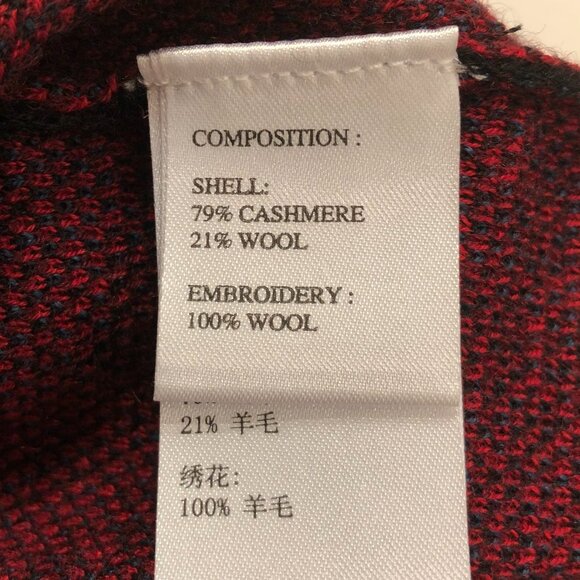 COMPOSITION :
SHELL:
79% CASHMERE
21% WOOL
EMBROIDERY :
100% WOOL
21% 羊毛
绣花:
100% 羊毛